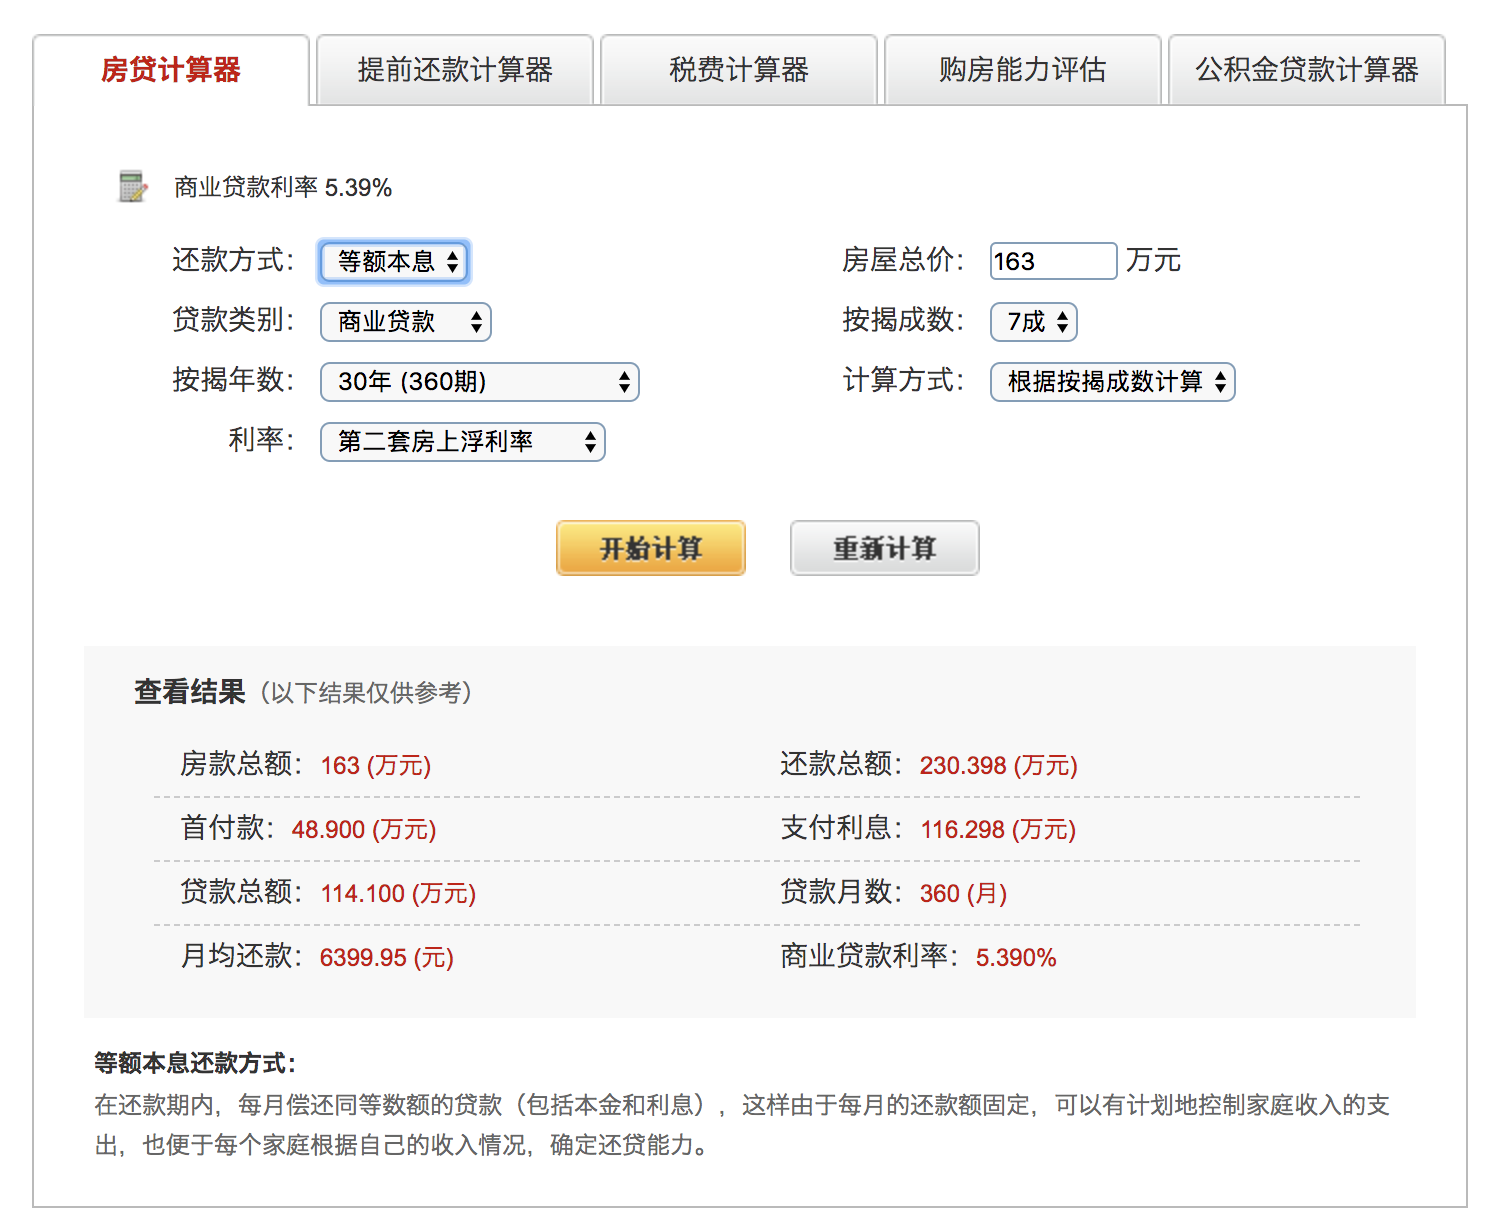 房贷计算器 提前还款计算器 税费计算器 购房能力评估 公积金贷款计算器
商业贷款利率 5.39%
还款方式： 等额本息 房屋总价： 163 万元
贷款类别： 商业贷款 按揭成数： 7成
按揭年数： 30年 (360期) 计算方式： 根据按揭成数计算
利率： 第二套房上浮利率
开始计算 重新计算
查看结果（以下结果仅供参考）
房款总额： 163 (万元) 还款总额： 230.398 (万元)
首付款： 48.900 (万元) 支付利息： 116.298 (万元)
贷款总额： 114.100 (万元) 贷款月数： 360 (月)
月均还款： 6399.95 (元) 商业贷款利率： 5.390%
等额本息还款方式：
在还款期内，每月偿还同等数额的贷款（包括本金和利息），这样由于每月的还款额固定，可以有计划地控制家庭收入的支
出，也便于每个家庭根据自己的收入情况，确定还贷能力。